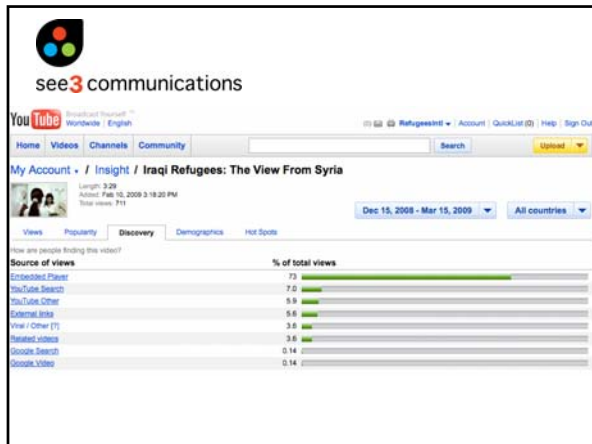 see3 communications
YouTube Broadcast Yourself ™
Worldwide | English
(0) RefugeesIntl Account | QuickList (0) | Help | Sign Out
Home Videos Channels Community Search Upload
My Account / Insight / Iraqi Refugees: The View From Syria
Length: 3:29
Added: Feb 10, 2009 3:18:20 PM
Total views: 711
Dec 15, 2008 - Mar 15, 2009 All countries
Views Popularity Discovery Demographics Hot Spots
How are people finding this video?
Source of views % of total views
Embedded Player 73
YouTube Search 7.0
YouTube Other 5.9
External links 5.6
Viral / Other [?] 3.6
Related videos 3.6
Google Search 0.14
Google Video 0.14